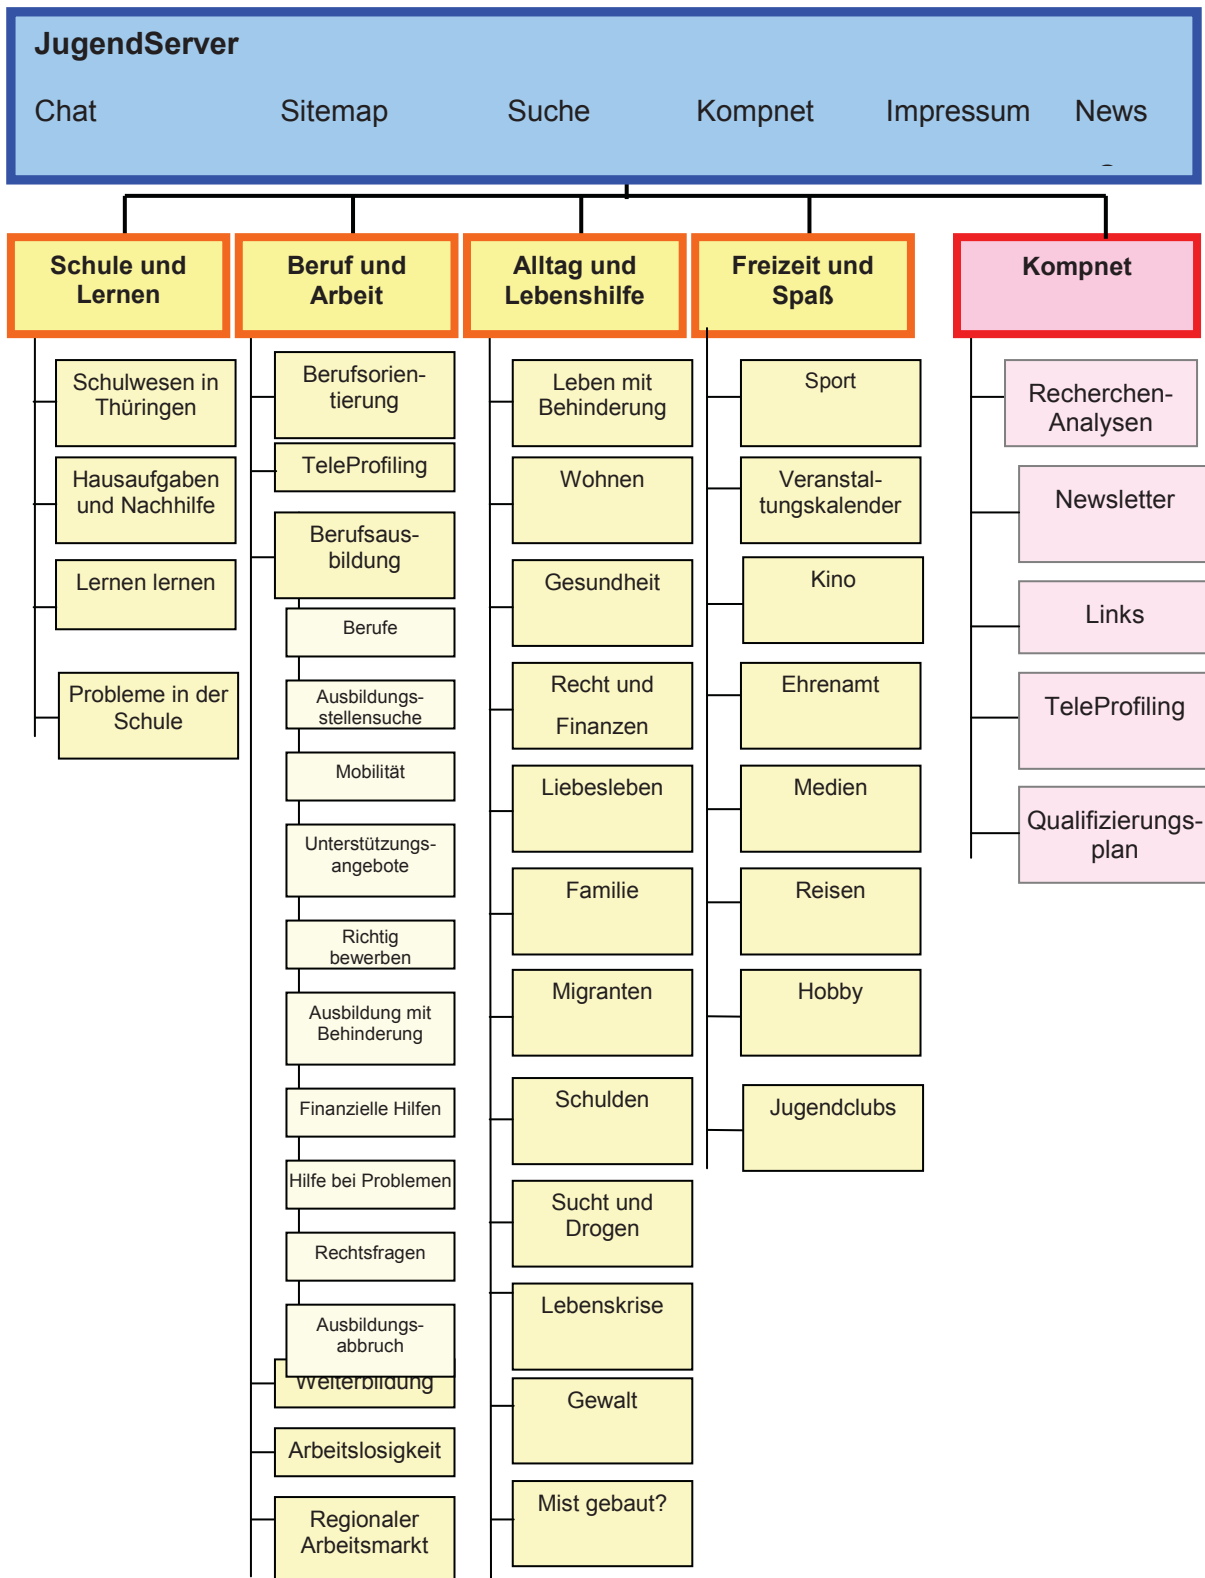 JugendServer
Chat Sitemap Suche Kompnet Impressum News
Schule und
Lernen
Schulwesen in
Thüringen
Hausaufgaben
und Nachhilfe
Lernen lernen
Probleme in der
Schule
Beruf und
Arbeit
Berufsorien-
tierung
TeleProfiling
Berufsaus-
bildung
Berufe
Ausbildungs-
stellensuche
Mobilität
Unterstützungs-
angebote
Richtig
bewerben
Ausbildung mit
Behinderung
Finanzielle Hilfen
Hilfe bei Problemen
Rechtsfragen
Ausbildungs-
abbruch
Weiterbildung
Arbeitslosigkeit
Regionaler
Arbeitsmarkt
Alltag und
Lebenshilfe
Leben mit
Behinderung
Wohnen
Gesundheit
Recht und
Finanzen
Liebesleben
Familie
Migranten
Schulden
Sucht und
Drogen
Lebenskrise
Gewalt
Mist gebaut?
Freizeit und
Spaß
Sport
Veranstal-
tungskalender
Kino
Ehrenamt
Medien
Reisen
Hobby
Jugendclubs
Kompnet
Recherchen-
Analysen
Newsletter
Links
TeleProfiling
Qualifizierungs-
plan